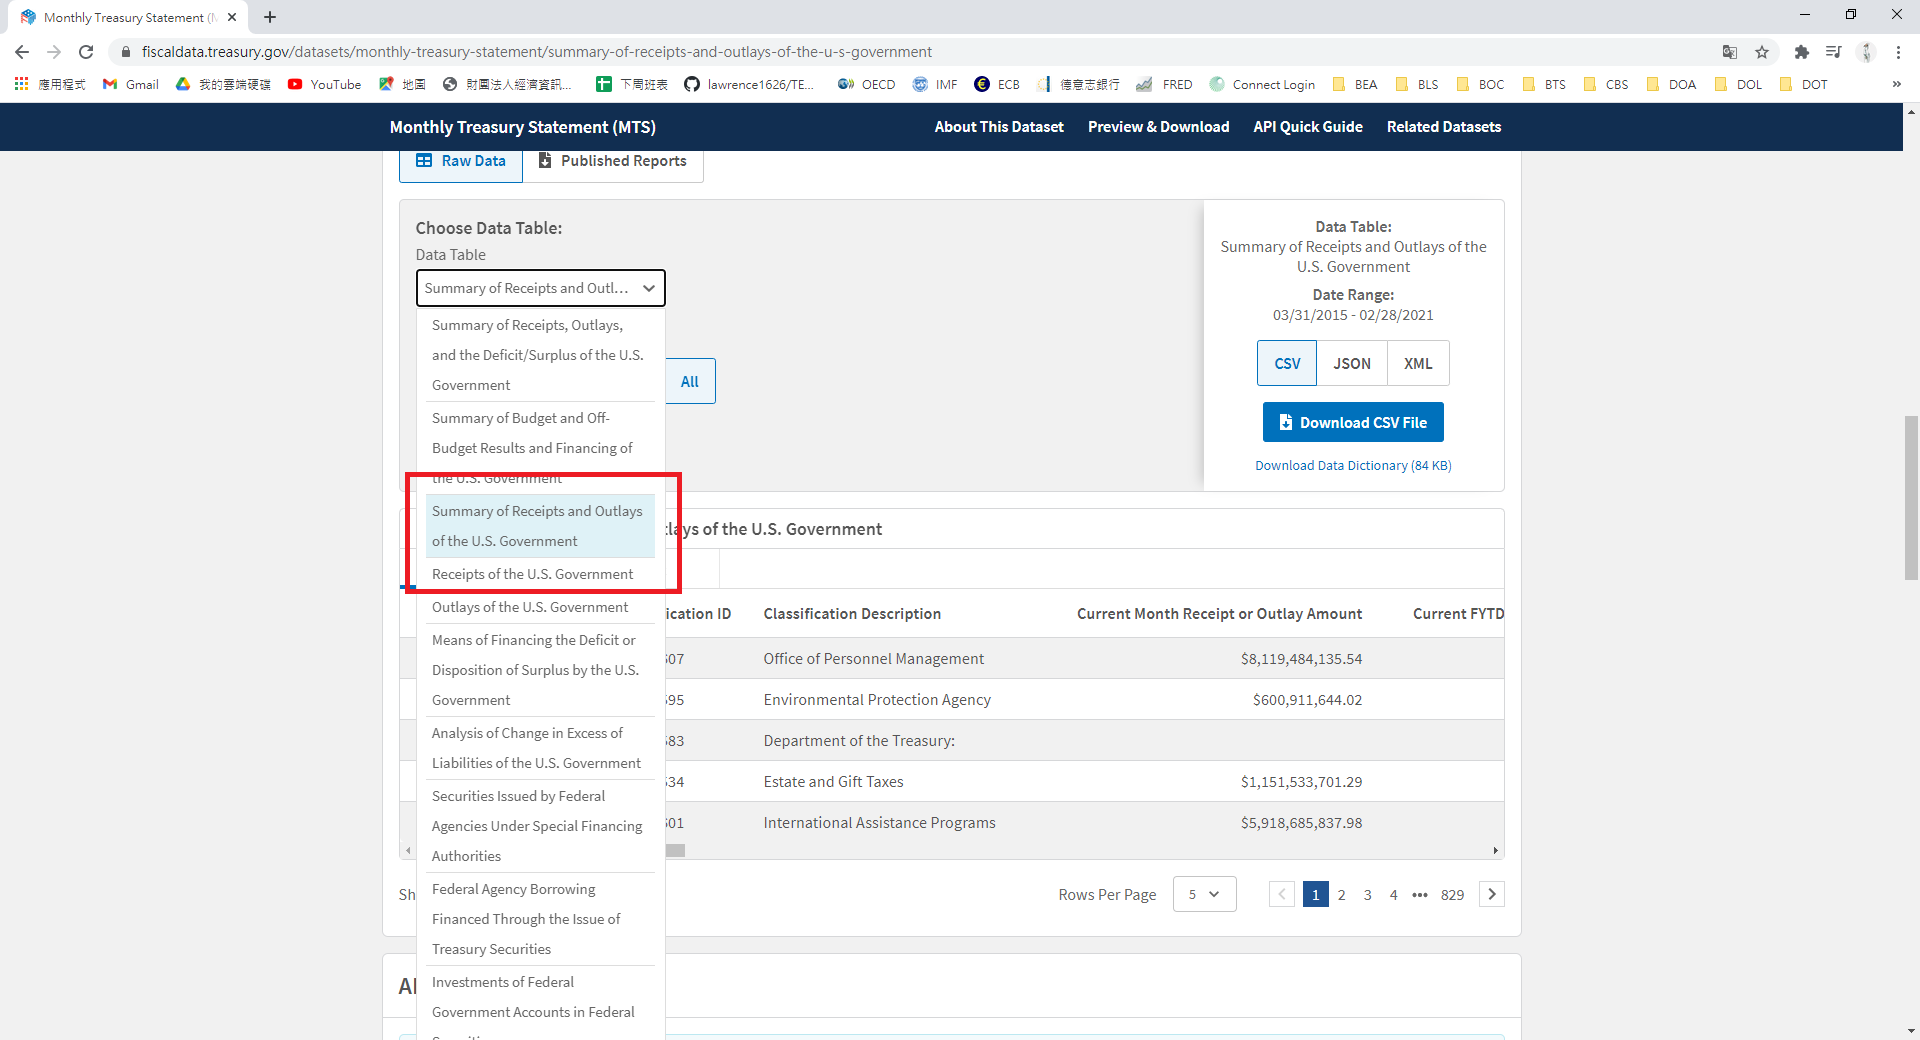 Monthly Treasury Statement (M
fiscaldata.treasury.gov/datasets/monthly-treasury-statement/summary-of-receipts-and-outlays-of-the-u-s-government
應用程式 Gmail 我的雲端硬碟 YouTube 地圖 財團法人經濟資訊... 下周班表 lawrence1626/TE... OECD IMF ECB 德意志銀行 FRED Connect Login BEA BLS BOC BTS CBS DOA DOL DOT »
Monthly Treasury Statement (MTS) About This Dataset Preview & Download API Quick Guide Related Datasets
Raw Data Published Reports
Choose Data Table:
Data Table
Summary of Receipts and Outl...
Summary of Receipts, Outlays,
and the Deficit/Surplus of the U.S.
Government
Summary of Budget and Off-
Budget Results and Financing of
the U.S. Government
Summary of Receipts and Outlays
of the U.S. Government
Receipts of the U.S. Government
Outlays of the U.S. Government
Means of Financing the Deficit or
Disposition of Surplus by the U.S.
Government
Analysis of Change in Excess of
Liabilities of the U.S. Government
Securities Issued by Federal
Agencies Under Special Financing
Authorities
Federal Agency Borrowing
Financed Through the Issue of
Treasury Securities
Investments of Federal
Government Accounts in Federal
All
Data Table:
Summary of Receipts and Outlays of the
U.S. Government
Date Range:
03/31/2015 - 02/28/2021
CSV JSON XML
Download CSV File
Download Data Dictionary (84 KB)
lays of the U.S. Government
ication ID Classification Description Current Month Receipt or Outlay Amount Current FYTD
07 Office of Personnel Management $8,119,484,135.54
95 Environmental Protection Agency $600,911,644.02
83 Department of the Treasury:
34 Estate and Gift Taxes $1,151,533,701.29
01 International Assistance Programs $5,918,685,837.98
Sh Rows Per Page 5 1 2 3 4 ••• 829